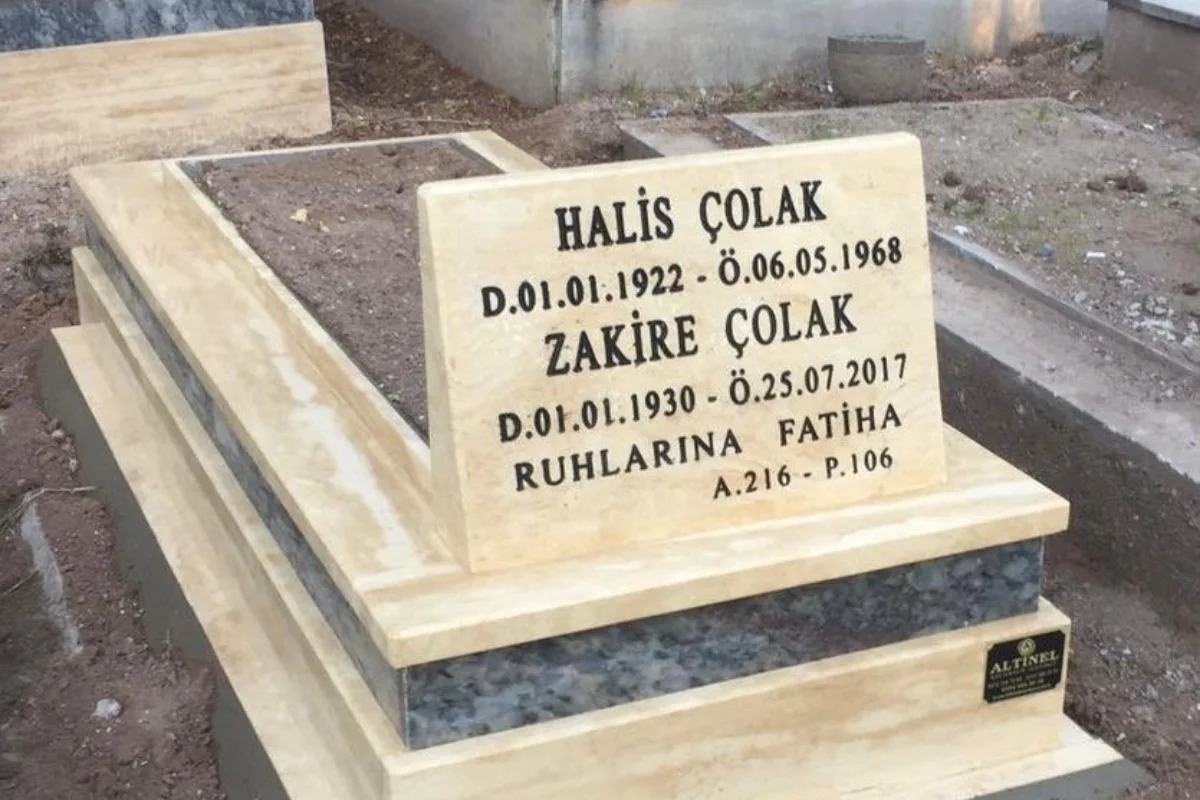 HALİS ÇOLAK
D.01.01.1922 - Ö.06.05.1968
ZAKİRE ÇOLAK
D.01.01.1930 - Ö.25.07.2017
RUHLARINA FATİHA
A.216 - P.106
ALTINEL